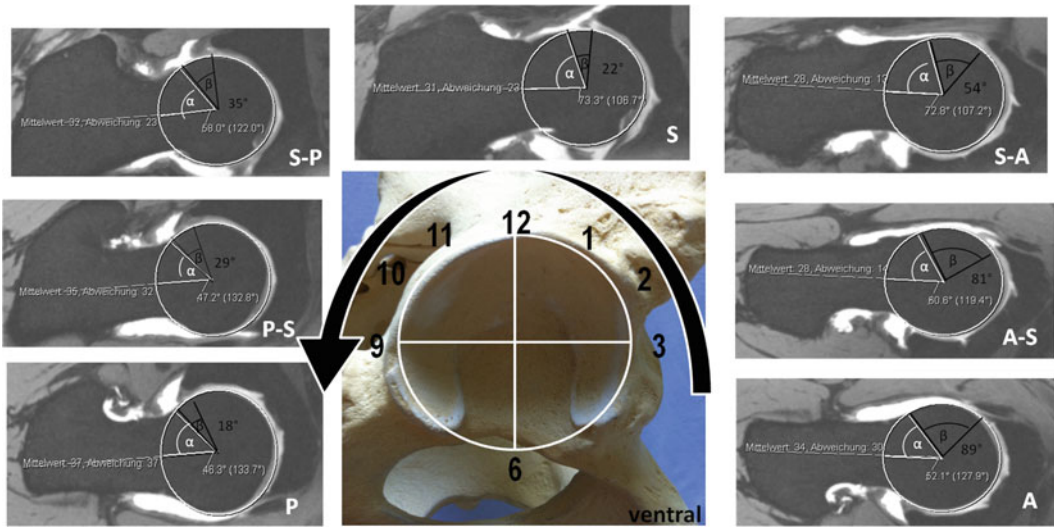 α
β
35°
Mittelwert: 33, Abweichung: 23
58.0° (122.0°)
S-P
α
β
22°
Mittelwert: 31, Abweichung: 23
73.3° (106.7°)
S
α
β
54°
Mittelwert: 28, Abweichung: 13
72.8° (107.2°)
S-A
α
β
29°
Mittelwert: 35, Abweichung: 32
47.2° (132.8°)
P-S
12
11
1
10
2
9
3
6
ventral
α
β
81°
Mittelwert: 28, Abweichung: 14
60.6° (119.4°)
A-S
α
β
18°
Mittelwert: 37, Abweichung: 37
46.3° (133.7°)
P
α
β
89°
Mittelwert: 34, Abweichung: 30
52.1° (127.9°)
A